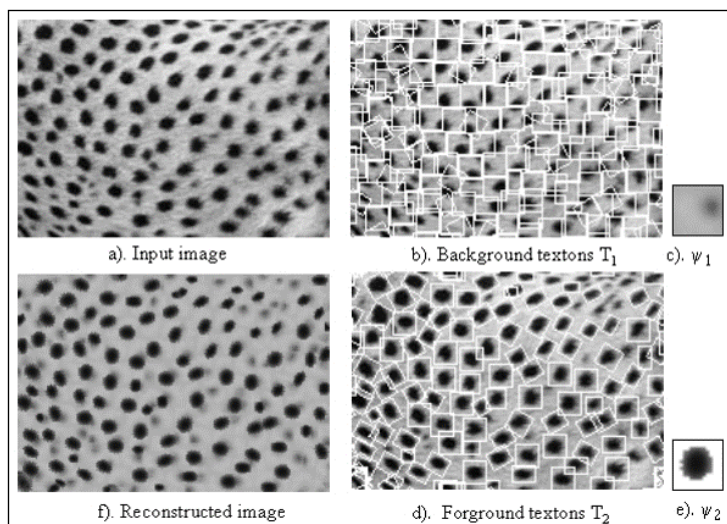 a). Input image
b). Background textons T1
c). ψ1
f). Reconstructed image
d). Forground textons T2
e). ψ2